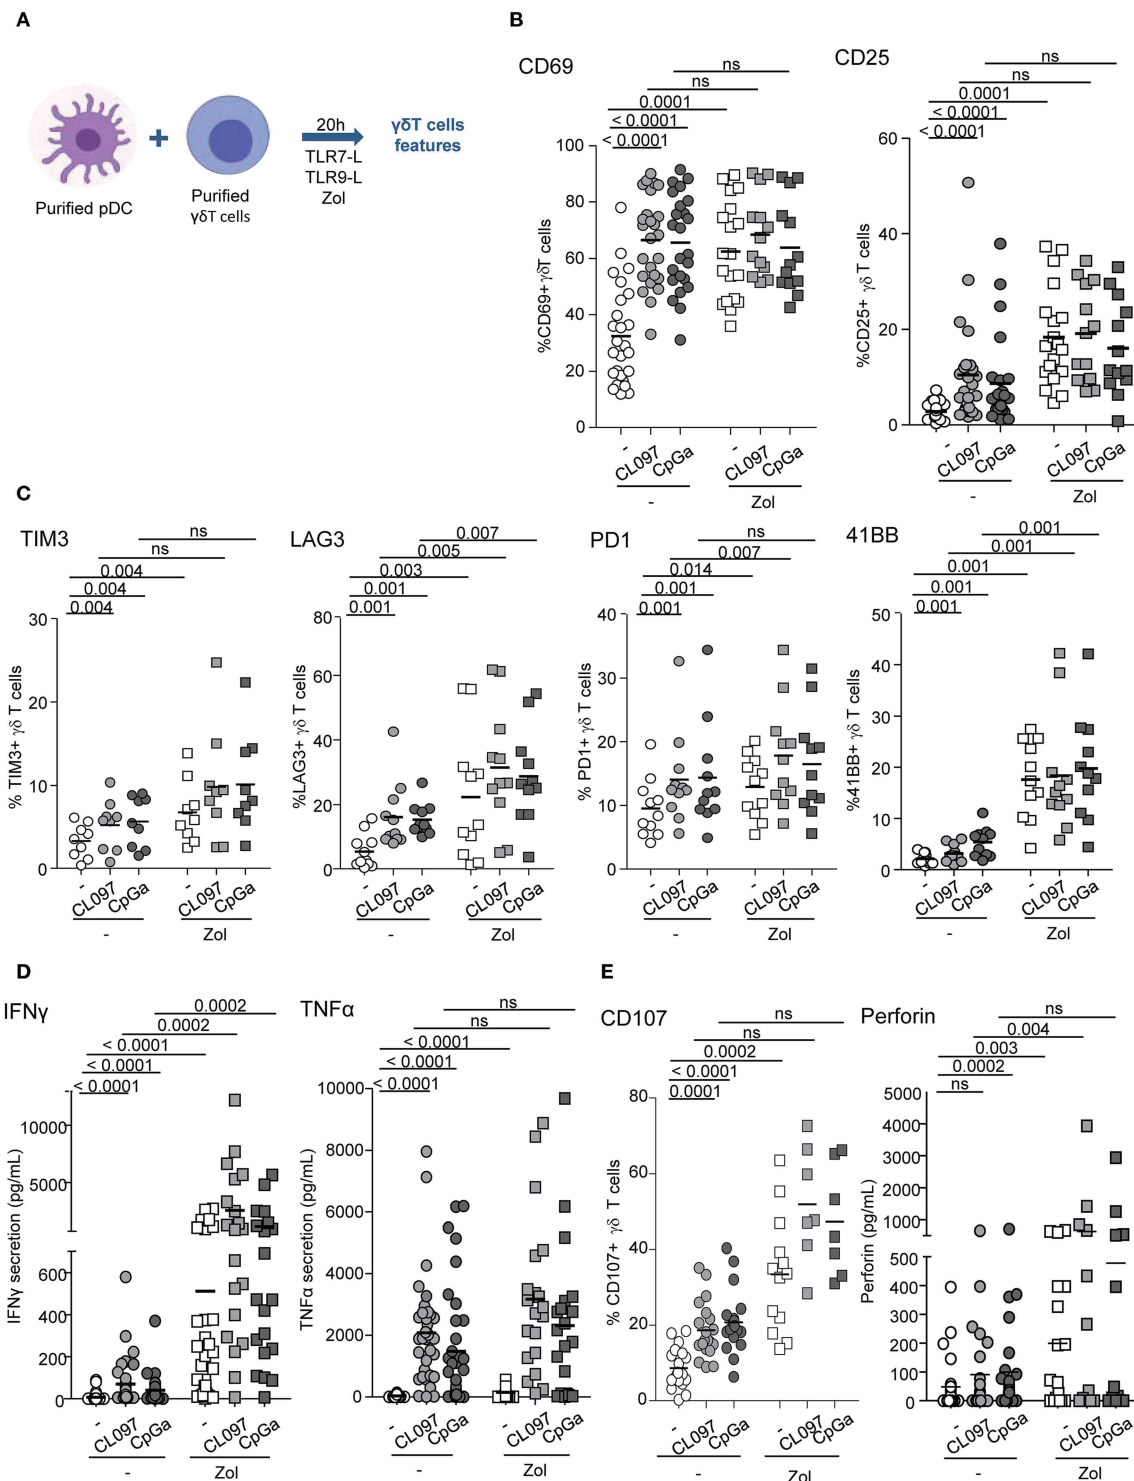 A
Purified pDC
+
Purified
γδT cells
20h
TLR7-L
TLR9-L
Zol
γδT cells
features
B
CD69
ns
ns
0.0001
< 0.0001
< 0.0001
%CD69+ γδT cells
100
80
60
40
20
0
- CL097 CpGa - CL097 CpGa
- Zol
CD25
ns
ns
0.0001
< 0.0001
< 0.0001
%CD25+ γδ T cells
60
40
20
0
- CL097 CpGa - CL097 CpGa
- Zol
C
TIM3
ns
ns
0.004
0.004
0.004
% TIM3+ γδ T cells
30
20
10
0
- CL097 CpGa - CL097 CpGa
- Zol
LAG3
0.007
0.005
0.003
0.001
0.001
%LAG3+ γδ T cells
80
60
40
20
0
- CL097 CpGa - CL097 CpGa
- Zol
PD1
ns
0.007
0.014
0.001
0.001
% PD1+ γδ T cells
40
30
20
10
0
- CL097 CpGa - CL097 CpGa
- Zol
41BB
0.001
0.001
0.001
0.001
0.001
%41BB+ γδ T cells
50
40
30
20
10
0
- CL097 CpGa - CL097 CpGa
- Zol
D
IFNγ
0.0002
0.0002
< 0.0001
< 0.0001
< 0.0001
IFNγ secretion (pg/mL)
10000
5000
600
400
200
0
- CL097 CpGa - CL097 CpGa
- Zol
TNFα
ns
ns
< 0.0001
< 0.0001
< 0.0001
TNFα secretion (pg/mL)
10000
8000
6000
4000
2000
0
- CL097 CpGa - CL097 CpGa
- Zol
E
CD107
ns
ns
0.0002
< 0.0001
0.0001
% CD107+ γδ T cells
80
60
40
20
0
- CL097 CpGa - CL097 CpGa
- Zol
Perforin
ns
0.004
0.003
0.0002
ns
Perforin (pg/mL)
5000
4000
3000
2000
1000
500
400
300
200
100
0
- CL097 CpGa - CL097 CpGa
- Zol